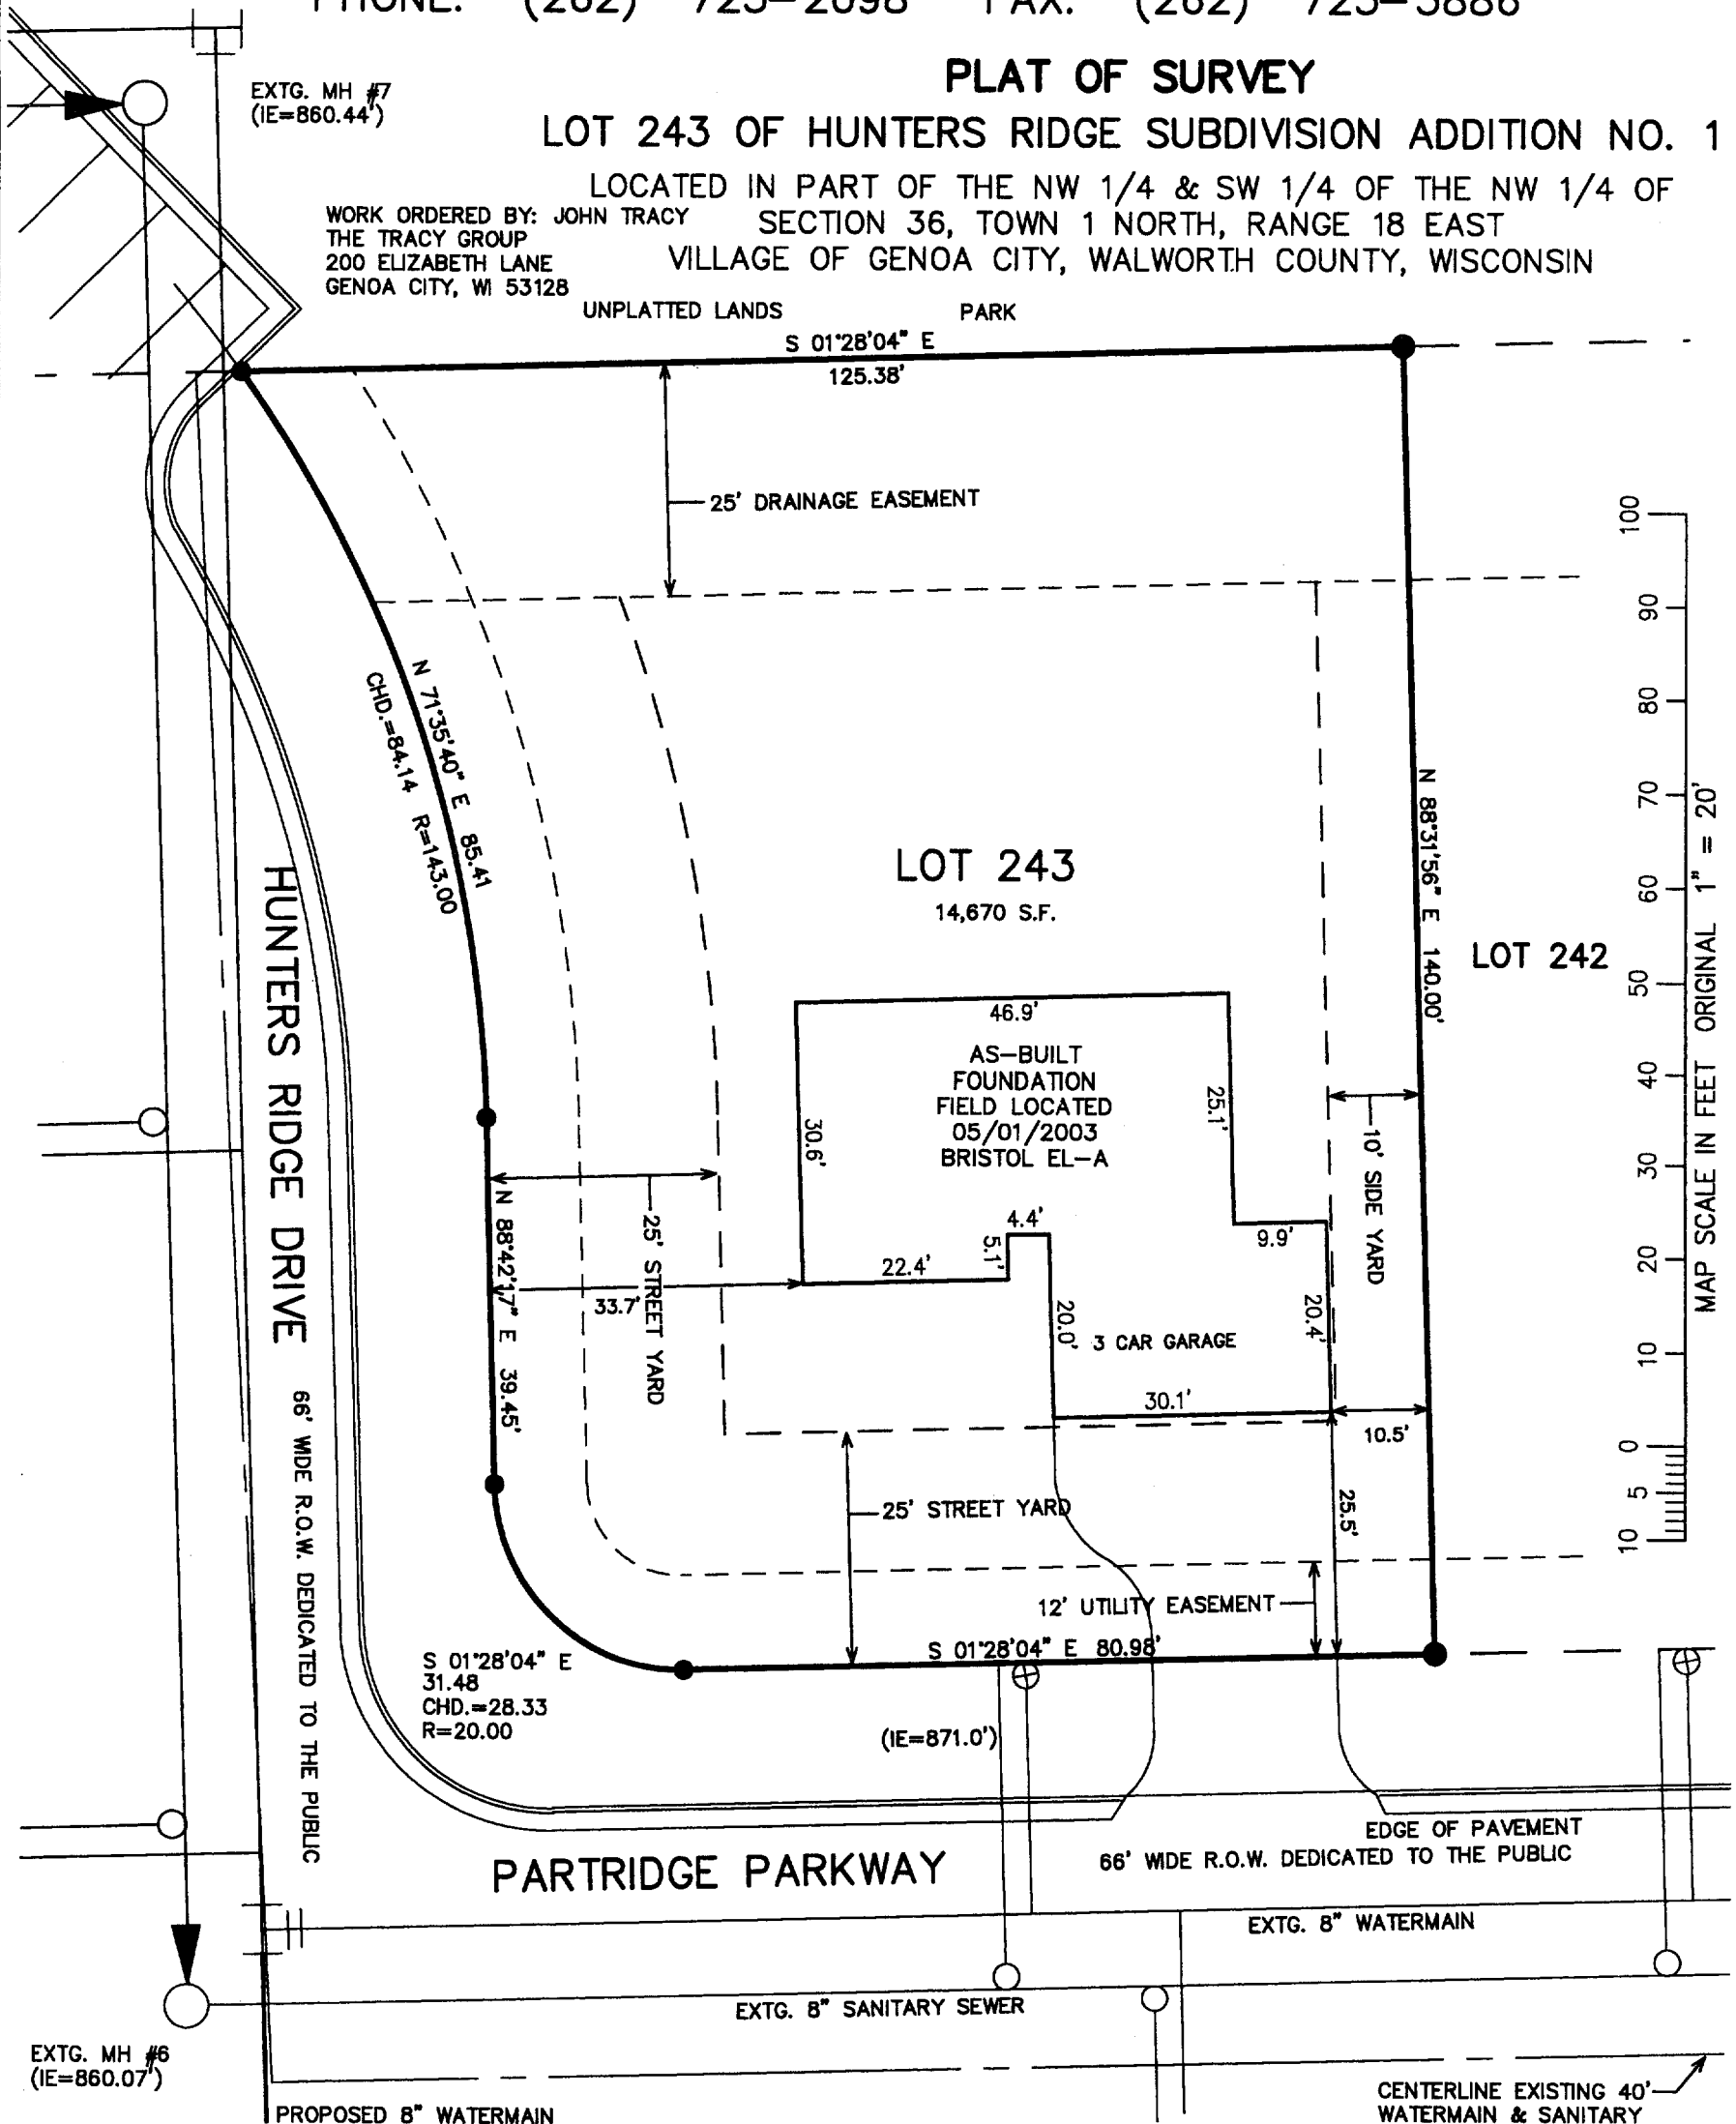 PHONE: (262) 723-2098 FAX: (262) 723-5886
PLAT OF SURVEY
LOT 243 OF HUNTERS RIDGE SUBDIVISION ADDITION NO. 1
LOCATED IN PART OF THE NW 1/4 & SW 1/4 OF THE NW 1/4 OF
SECTION 36, TOWN 1 NORTH, RANGE 18 EAST
VILLAGE OF GENOA CITY, WALWORTH COUNTY, WISCONSIN
EXTG. MH #7
(IE=860.44')
WORK ORDERED BY: JOHN TRACY
THE TRACY GROUP
200 ELIZABETH LANE
GENOA CITY, WI 53128
UNPLATTED LANDS
PARK
S 01°28'04" E
125.38'
25' DRAINAGE EASEMENT
N 71°35'40" E 85.41
CHD.=84.14 R=143.00
LOT 243
14,670 S.F.
N 88°31'56" E 140.00'
LOT 242
100
90
80
70
60
50
40
30
20
10
0
5
10
MAP SCALE IN FEET ORIGINAL 1" = 20'
46.9'
AS-BUILT
FOUNDATION
FIELD LOCATED
05/01/2003
BRISTOL EL-A
30.6'
25.1'
4.4'
5.1'
22.4'
9.9'
20.0'
3 CAR GARAGE
20.4'
30.1'
10' SIDE YARD
10.5'
25.5'
33.7'
25' STREET YARD
N 88°42'17" E 39.45'
HUNTERS RIDGE DRIVE
66' WIDE R.O.W. DEDICATED TO THE PUBLIC
25' STREET YARD
12' UTILITY EASEMENT
S 01°28'04" E 80.98'
S 01°28'04" E
31.48
CHD.=28.33
R=20.00
(IE=871.0')
EDGE OF PAVEMENT
PARTRIDGE PARKWAY
66' WIDE R.O.W. DEDICATED TO THE PUBLIC
EXTG. 8" WATERMAIN
EXTG. 8" SANITARY SEWER
EXTG. MH #6
(IE=860.07')
PROPOSED 8" WATERMAIN
CENTERLINE EXISTING 40'
WATERMAIN & SANITARY